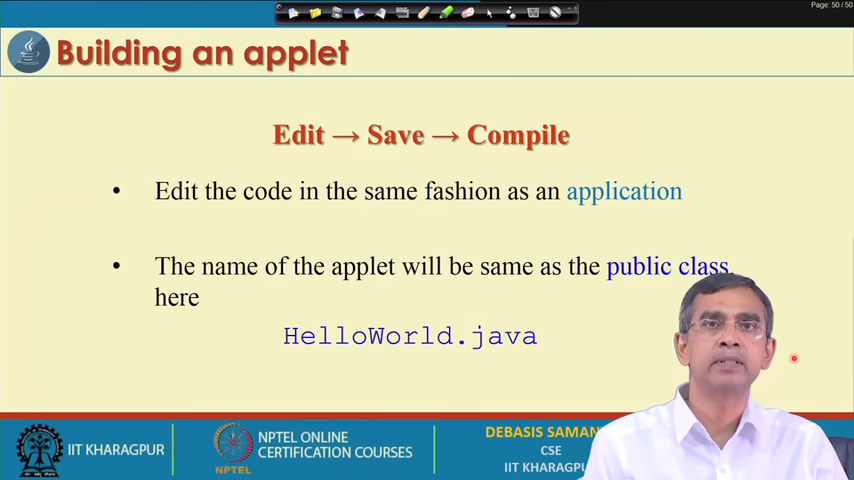 Page: 50 / 50
Building an applet
Edit → Save → Compile
• Edit the code in the same fashion as an application
• The name of the applet will be same as the public class,
here
HelloWorld.java
IIT KHARAGPUR
NPTEL
NPTEL ONLINE
CERTIFICATION COURSES
DEBASIS
CSE
IIT